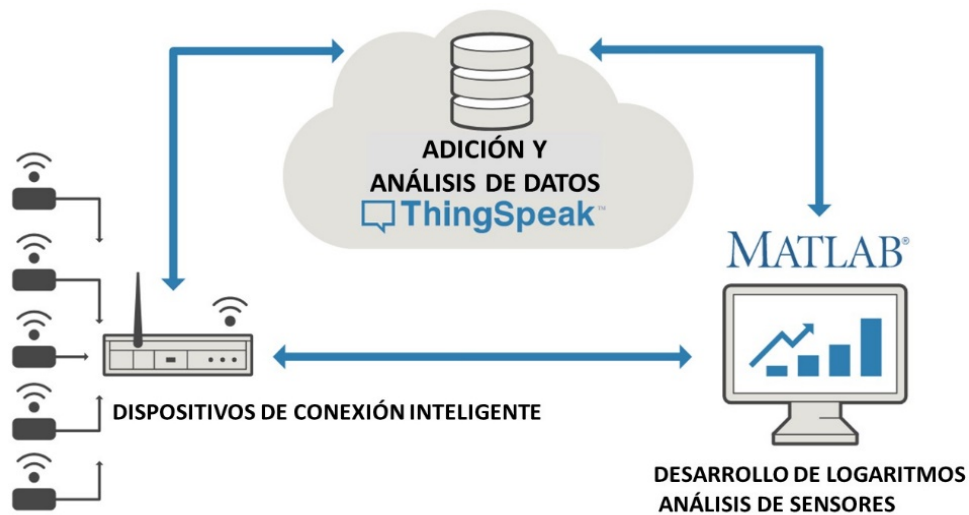 ADICIÓN Y
ANÁLISIS DE DATOS
ThingSpeak™
MATLAB®
DISPOSITIVOS DE CONEXIÓN INTELIGENTE
DESARROLLO DE LOGARITMOS
ANÁLISIS DE SENSORES